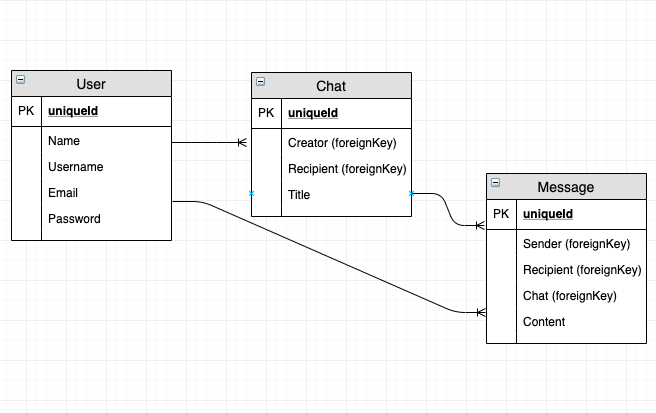 User
PK uniqueId
Name
Username
Email
Password
Chat
PK uniqueId
Creator (foreignKey)
Recipient (foreignKey)
Title
Message
PK uniqueId
Sender (foreignKey)
Recipient (foreignKey)
Chat (foreignKey)
Content